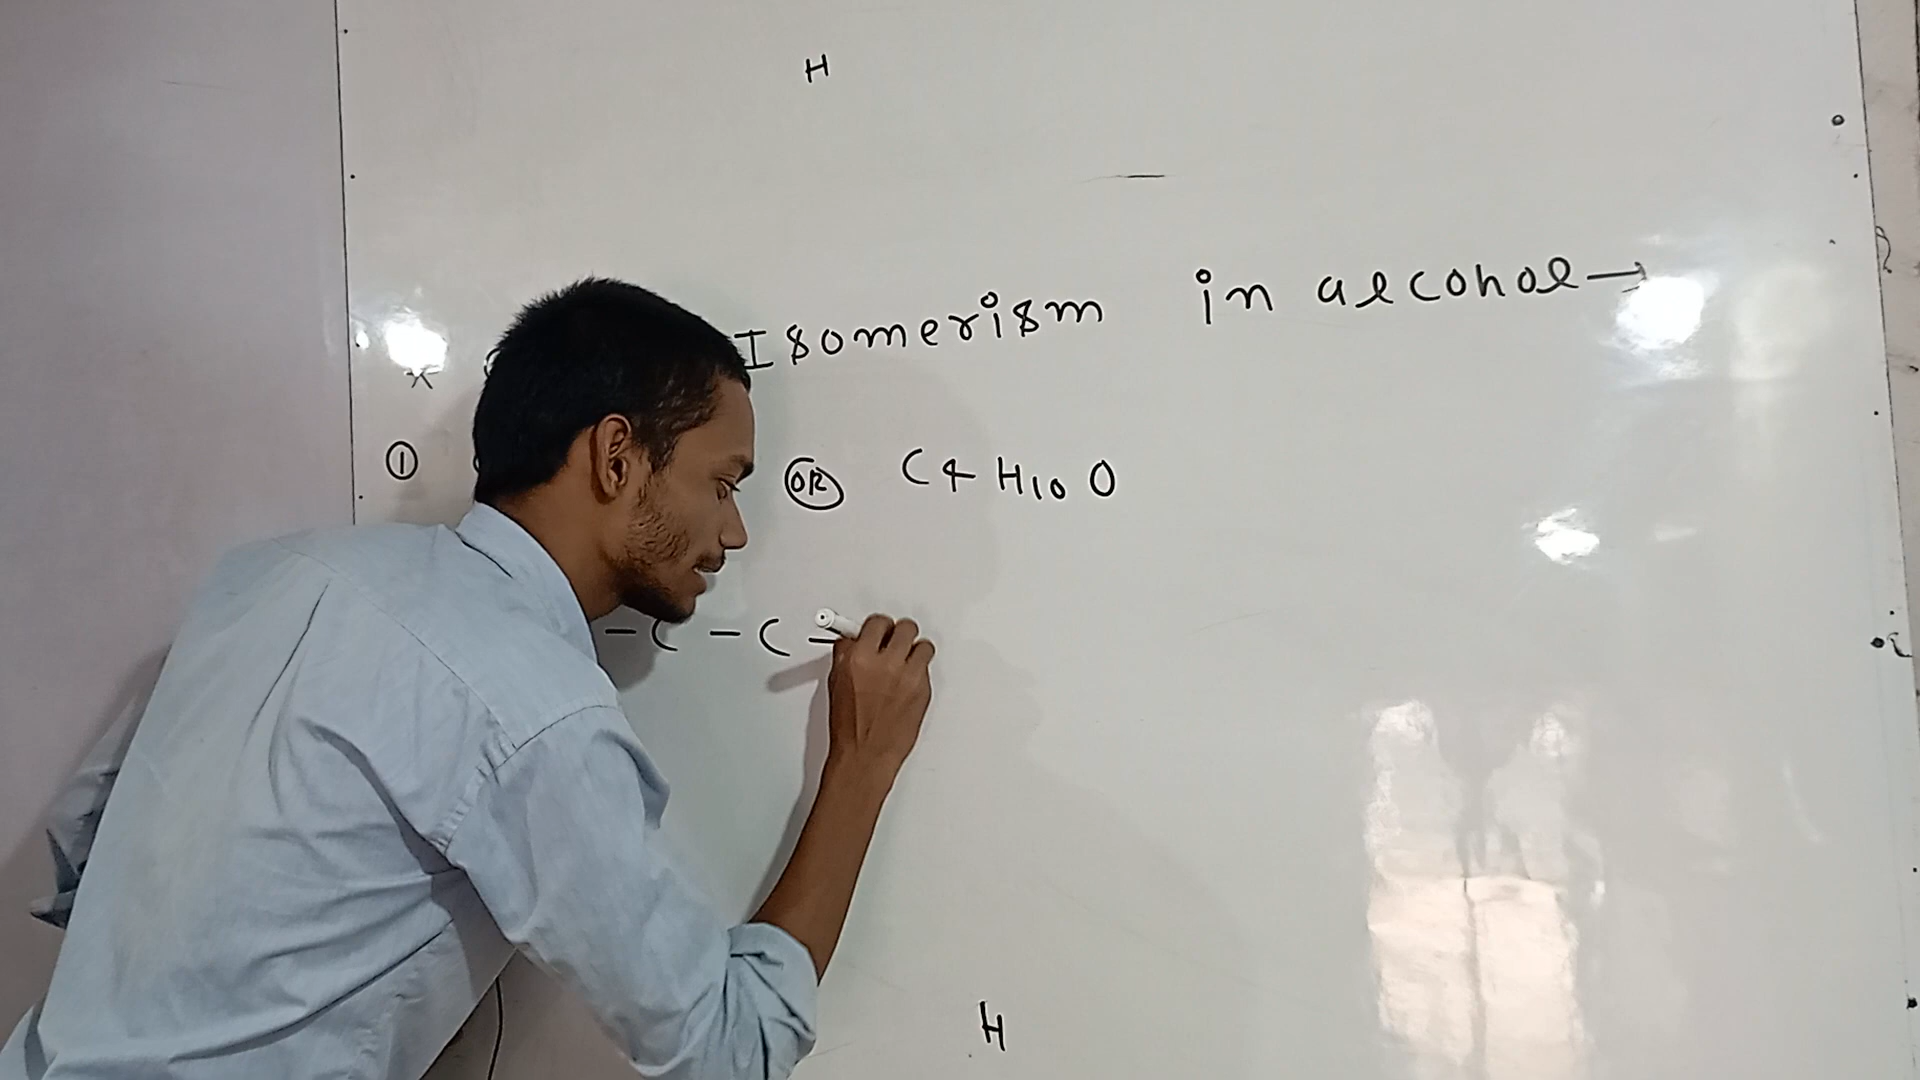 H
* Isomerism in alcohol →
① OR C4H10O
-C-C-
H